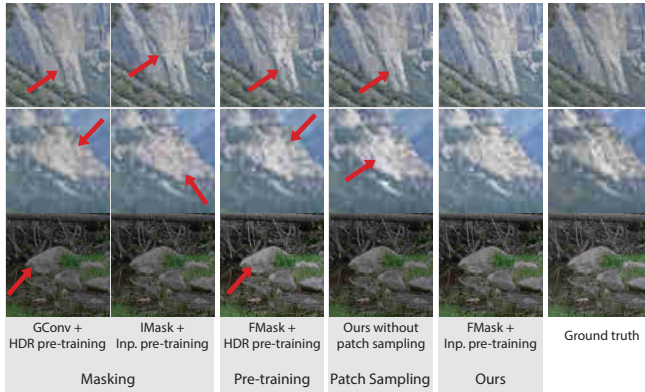 GConv +
HDR pre-training
IMask +
Inp. pre-training
FMask +
HDR pre-training
Ours without
patch sampling
FMask +
Inp. pre-training
Ground truth
Masking
Pre-training
Patch Sampling
Ours